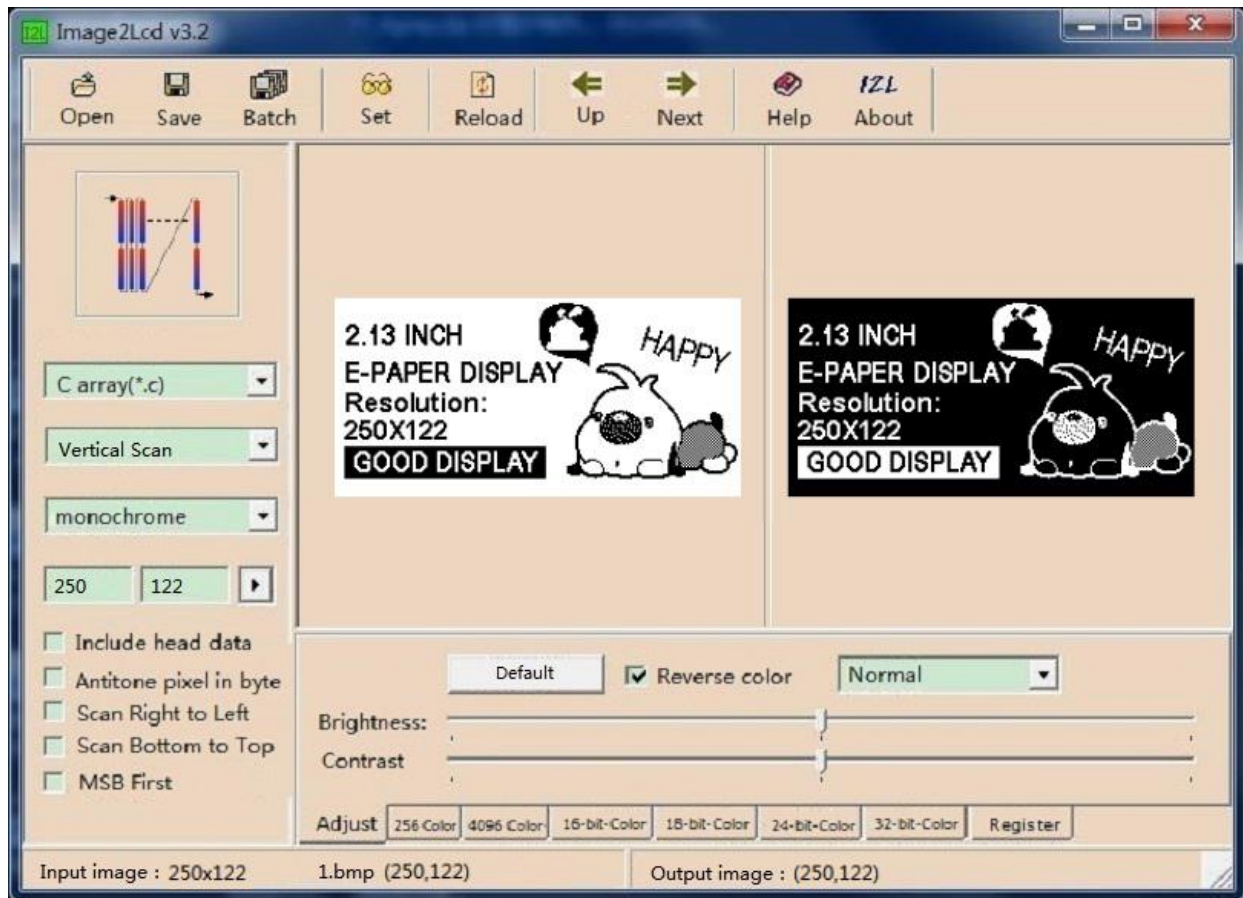 I2L Image2Lcd v3.2
Open Save Batch Set Reload Up Next Help About
I2L
C array(*.c)
Vertical Scan
monochrome
250 122
Include head data
Antitone pixel in byte
Scan Right to Left
Scan Bottom to Top
MSB First
2.13 INCH
HAPPY
E-PAPER DISPLAY
Resolution:
250X122
GOOD DISPLAY
2.13 INCH
HAPPY
E-PAPER DISPLAY
Resolution:
250X122
GOOD DISPLAY
Default Reverse color Normal
Brightness:
Contrast
Adjust 256 Color 4096 Color 16-bit-Color 18-bit-Color 24-bit-Color 32-bit-Color Register
Input image : 250x122 1.bmp (250,122) Output image : (250,122)